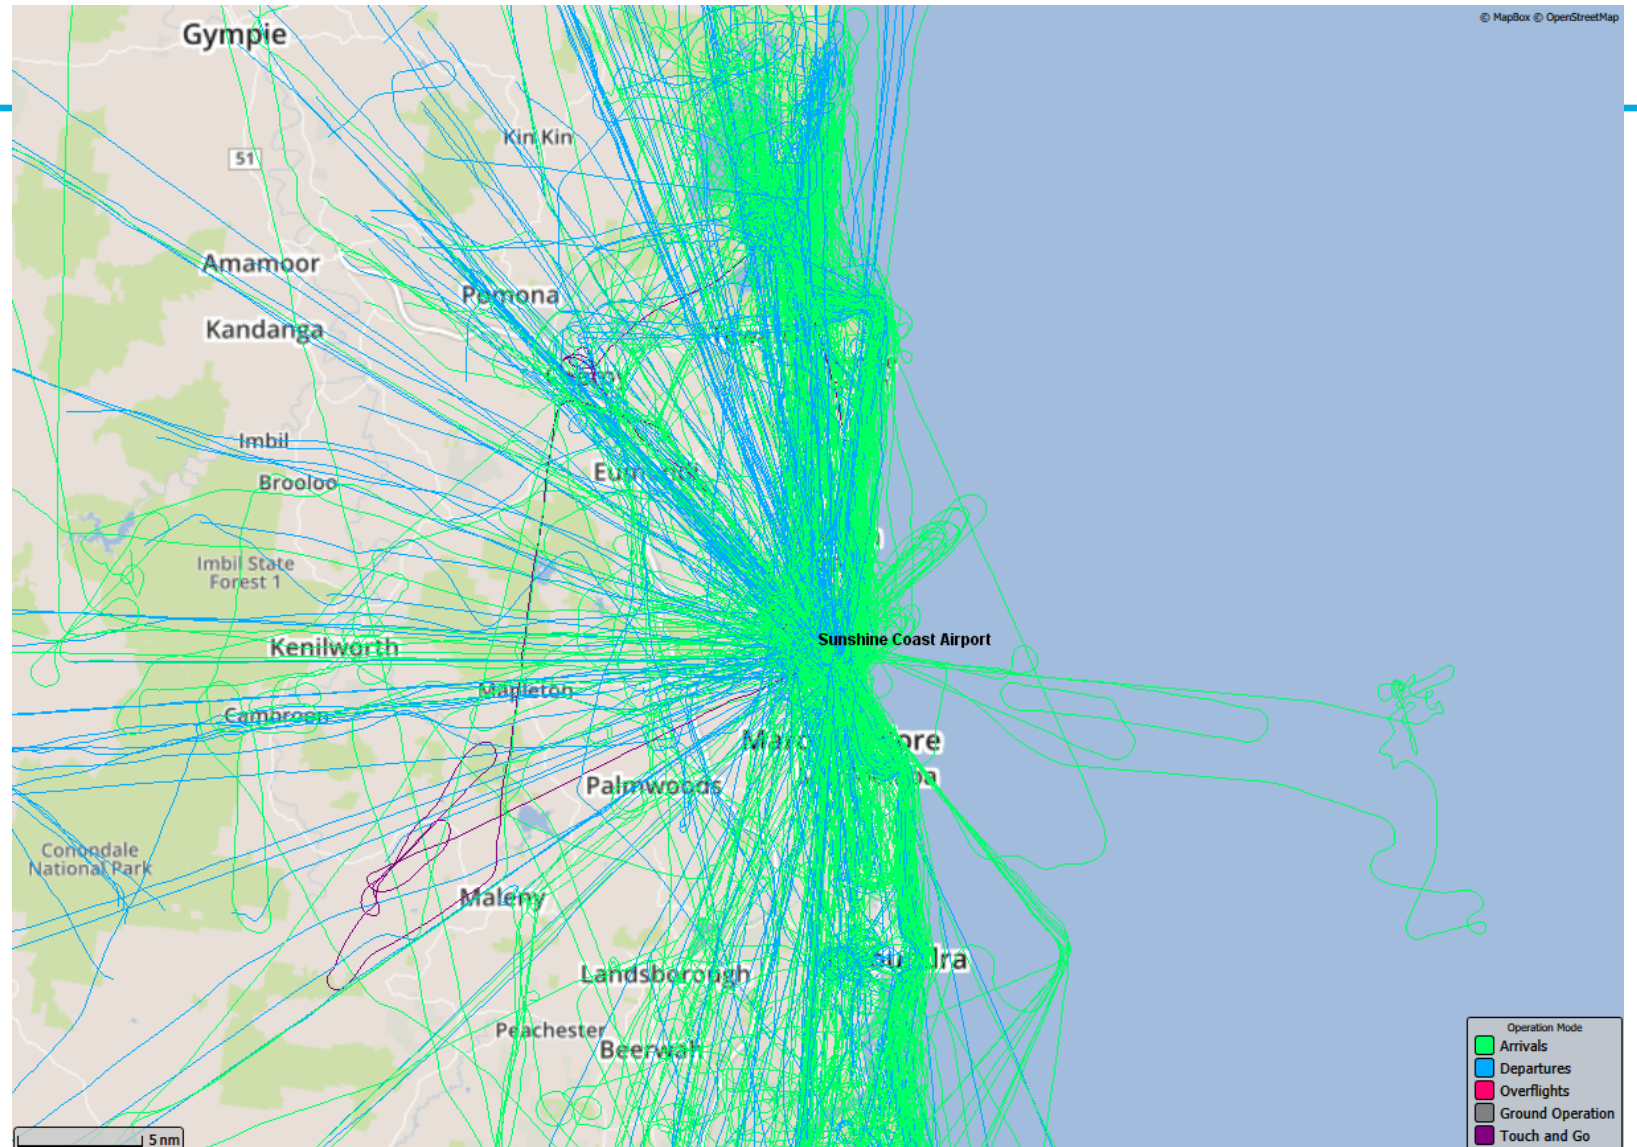 © MapBox © OpenStreetMap
Gympie
Kin Kin
51
Amamoor
Pomona
Kandanga
Imbil
Brooloo
Imbil State
Forest 1
Sunshine Coast Airport
Kenilworth
Mapleton
Cambroon
Palmwoods
Conondale
National Park
Maleny
Landsborough
Peachester
Beerwah
Operation Mode
Arrivals
Departures
Overflights
Ground Operation
Touch and Go
5 nm